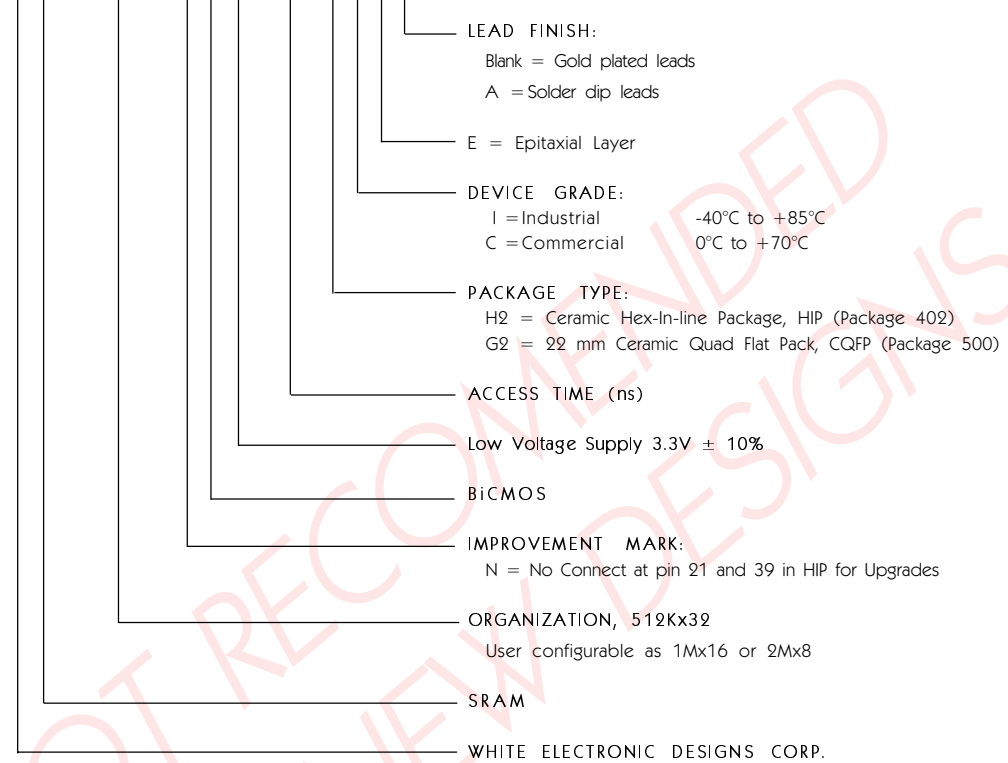 LEAD FINISH:
Blank = Gold plated leads
A = Solder dip leads
E = Epitaxial Layer
DEVICE GRADE:
I = Industrial -40°C to +85°C
C = Commercial 0°C to +70°C
PACKAGE TYPE:
H2 = Ceramic Hex-In-line Package, HIP (Package 402)
G2 = 22 mm Ceramic Quad Flat Pack, CQFP (Package 500)
ACCESS TIME (ns)
Low Voltage Supply 3.3V ± 10%
BiCMOS
IMPROVEMENT MARK:
N = No Connect at pin 21 and 39 in HIP for Upgrades
ORGANIZATION, 512Kx32
User configurable as 1Mx16 or 2Mx8
SRAM
WHITE ELECTRONIC DESIGNS CORP.
OT RECOMENDED
NEW DESIGNS